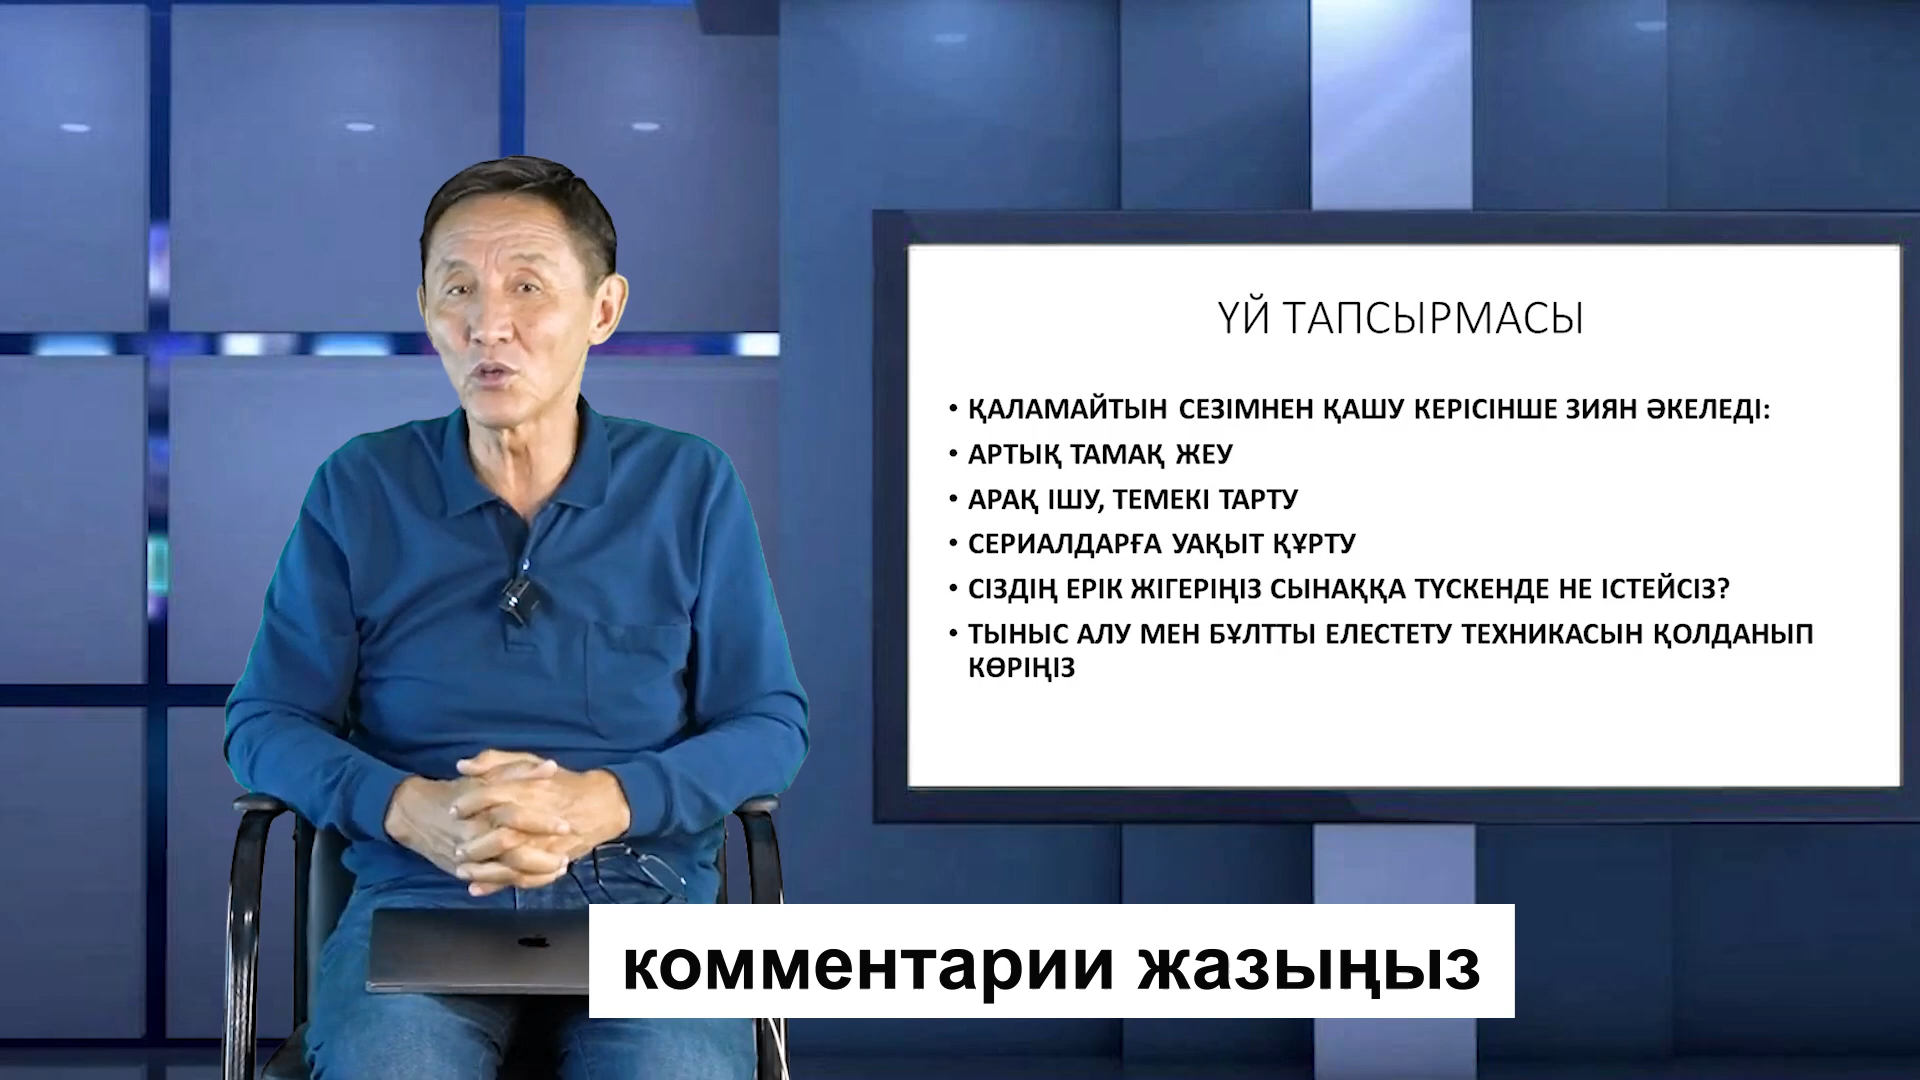 ҮЙ ТАПСЫРМАСЫ
• ҚАЛАМАЙТЫН СЕЗІМНЕН ҚАШУ КЕРІСІНШЕ ЗИЯН ӘКЕЛЕДІ:
• АРТЫҚ ТАМАҚ ЖЕУ
• АРАҚ ІШУ, ТЕМЕКІ ТАРТУ
• СЕРИАЛДАРҒА УАҚЫТ ҚҰРТУ
• СІЗДІҢ ЕРІК ЖІГЕРІҢІЗ СЫНАҚҚА ТҮСКЕНДЕ НЕ ІСТЕЙСІЗ?
• ТЫНЫС АЛУ МЕН БҰЛТТЫ ЕЛЕСТЕТУ ТЕХНИКАСЫН ҚОЛДАНЫП
КӨРІҢІЗ
комментарии жазыңыз